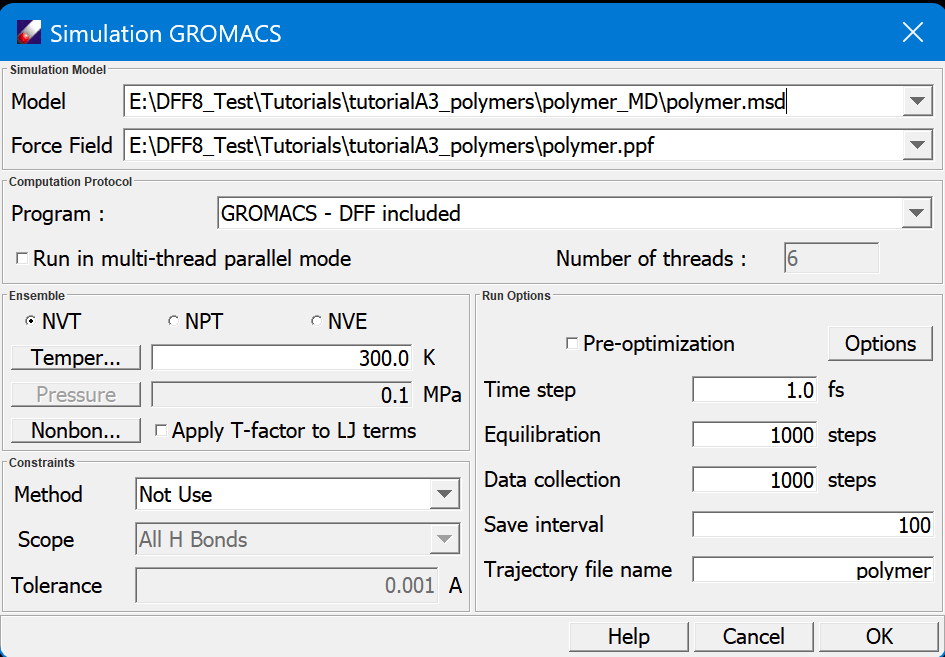 Simulation GROMACS
Simulation Model
Model E:\DFF8_Test\Tutorials\tutorialA3_polymers\polymer_MD\polymer.msd
Force Field E:\DFF8_Test\Tutorials\tutorialA3_polymers\polymer.ppf
Computation Protocol
Program : GROMACS - DFF included
Run in multi-thread parallel mode Number of threads : 6
Ensemble
NVT NPT NVE
Temper... 300.0 K
Pressure 0.1 MPa
Nonbon... Apply T-factor to LJ terms
Constraints
Method Not Use
Scope All H Bonds
Tolerance 0.001 A
Run Options
Pre-optimization Options
Time step 1.0 fs
Equilibration 1000 steps
Data collection 1000 steps
Save interval 100
Trajectory file name polymer
Help Cancel OK